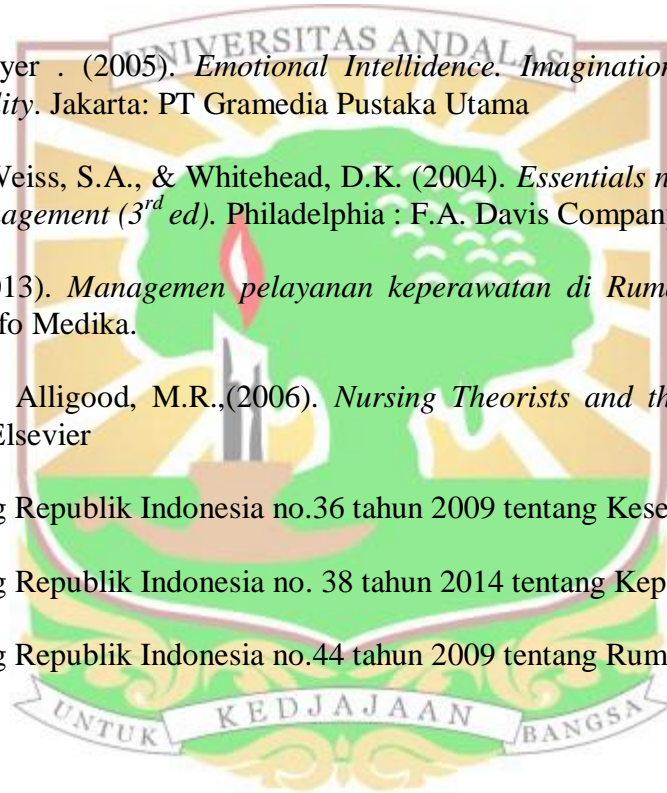 UNIVERSITAS ANDALAS
yer . (2005). Emotional Intellidence. Imagination
lity. Jakarta: PT Gramedia Pustaka Utama
Weiss, S.A., & Whitehead, D.K. (2004). Essentials n
agement (3rd ed). Philadelphia : F.A. Davis Compan
013). Managemen pelayanan keperawatan di Ruma
fo Medika.
Alligood, M.R.,(2006). Nursing Theorists and th
Elsevier
g Republik Indonesia no.36 tahun 2009 tentang Kese
g Republik Indonesia no. 38 tahun 2014 tentang Kep
g Republik Indonesia no.44 tahun 2009 tentang Rum
UNTUK KEDJAJAAN BANGSA